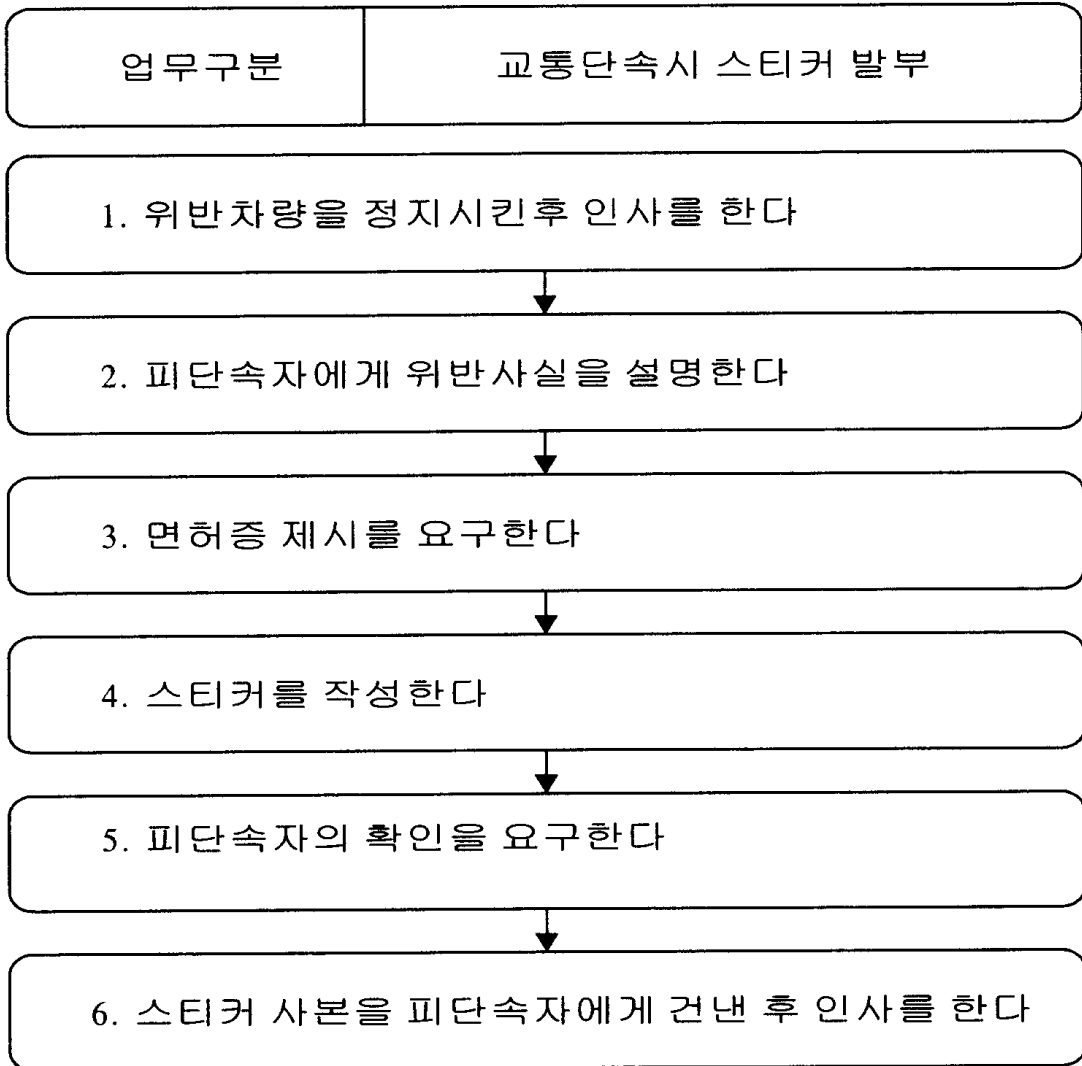 업무구분 교통단속시 스티커 발부
1. 위반차량을 정지시킨후 인사를 한다
2. 피단속자에게 위반사실을 설명한다
3. 면허증 제시를 요구한다
4. 스티커를 작성한다
5. 피단속자의 확인을 요구한다
6. 스티커 사본을 피단속자에게 건낸 후 인사를 한다